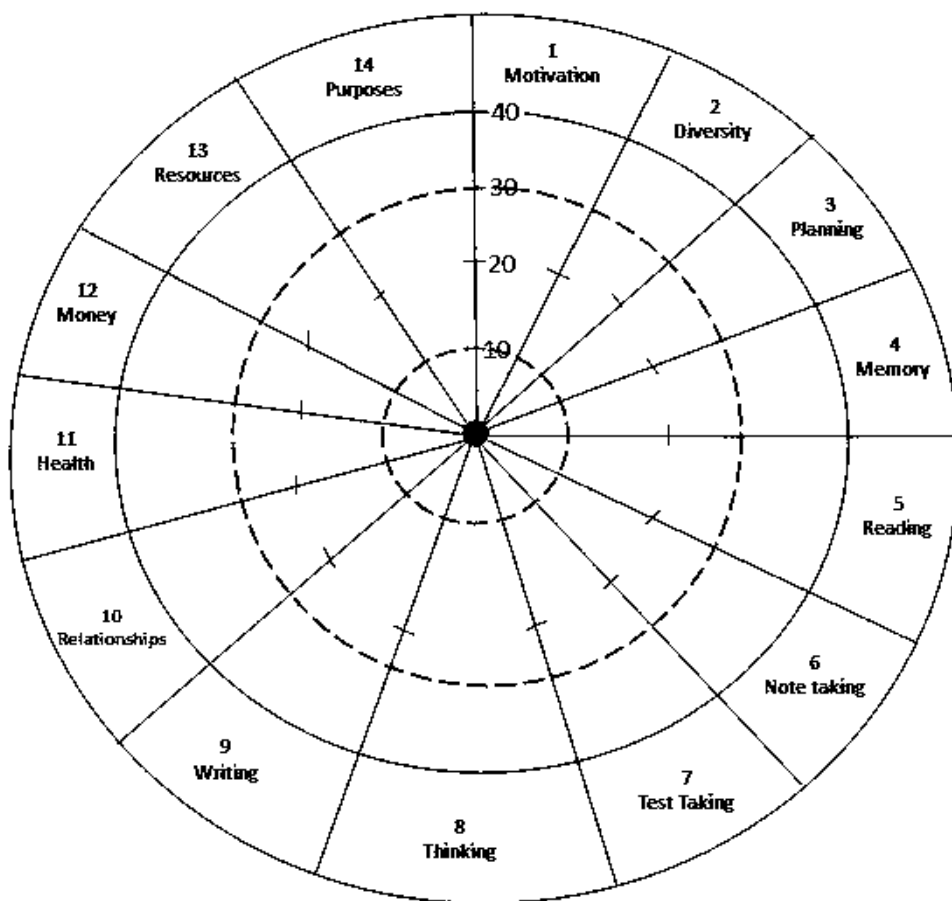 1
Motivation
2
Diversity
3
Planning
4
Memory
5
Reading
6
Note taking
7
Test Taking
8
Thinking
9
Writing
10
Relationships
11
Health
12
Money
13
Resources
14
Purposes
40
30
20
10